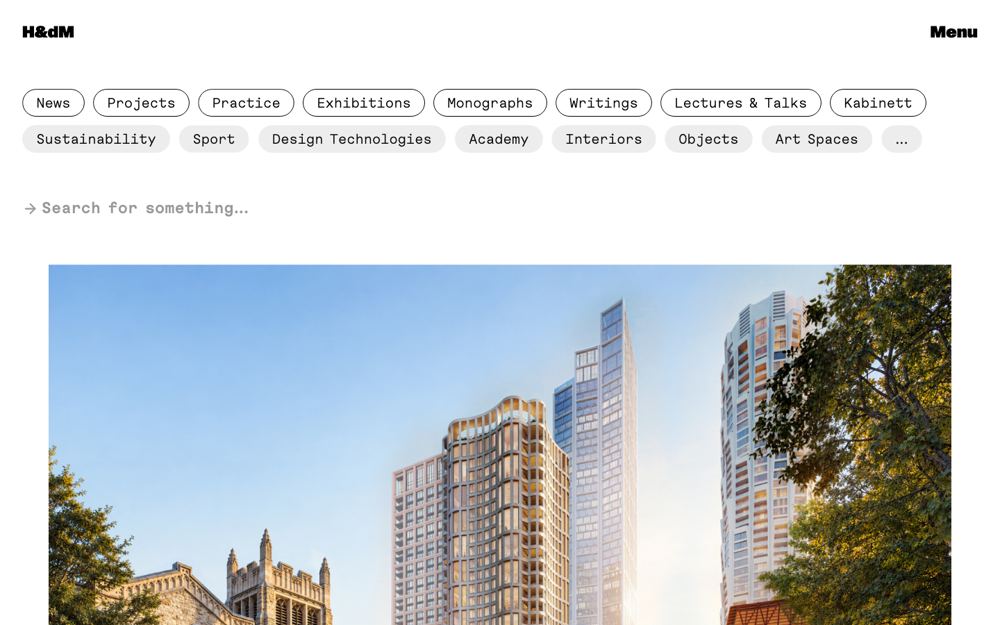 H&dM Menu
News Projects Practice Exhibitions Monographs Writings Lectures & Talks Kabinett
Sustainability Sport Design Technologies Academy Interiors Objects Art Spaces ...
→ Search for something...